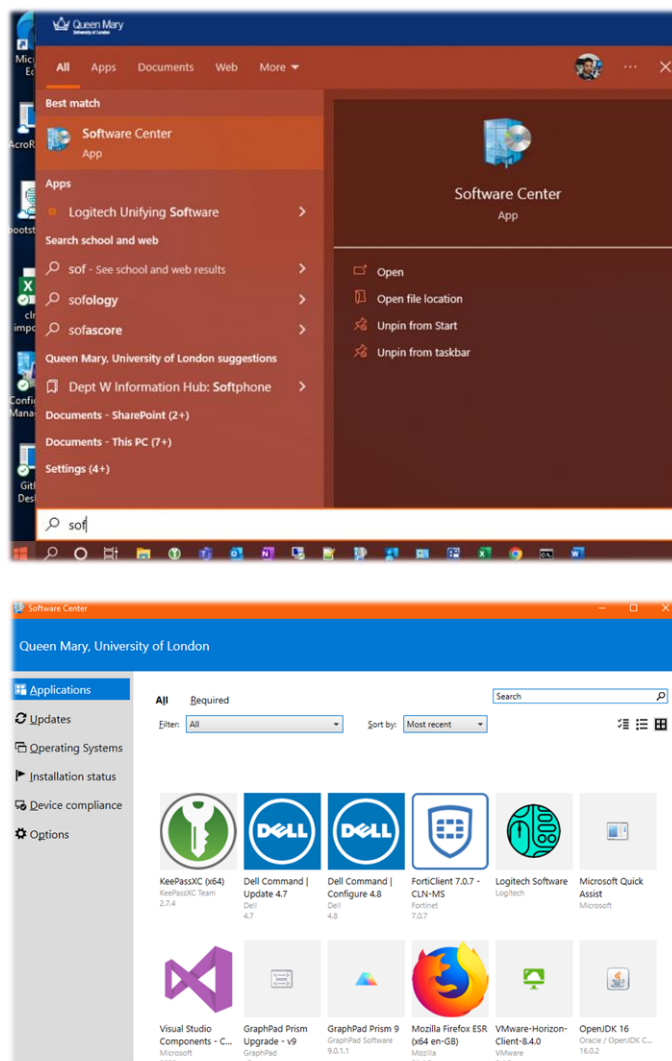 Queen Mary
University of London
All Apps Documents Web More
Best match
Software Center
App
Apps
Logitech Unifying Software
Search school and web
sof - See school and web results
sofology
sofascore
Queen Mary, University of London suggestions
Dept W Information Hub: Softphone
Documents - SharePoint (2+)
Documents - This PC (7+)
Settings (4+)
Software Center
App
Open
Open file location
Unpin from Start
Unpin from taskbar
sof
Software Center
Queen Mary, University of London
Applications
Updates
Operating Systems
Installation status
Device compliance
Options
All Required
Search
Filter: All Sort by: Most recent
DELL
DELL
KeePassXC (x64)
KeePassXC Team
2.7.4
Dell Command |
Update 4.7
Dell
4.7
Dell Command |
Configure 4.8
Dell
4.8
FortiClient 7.0.7 -
CLN-MS
Fortinet
7.0.7
Logitech Software
Logitech
Microsoft Quick
Assist
Microsoft
Visual Studio
Components - C...
Microsoft
GraphPad Prism
Upgrade - v9
GraphPad
GraphPad Prism 9
GraphPad Software
9.0.1.1
Mozilla Firefox ESR
(x64 en-GB)
Mozilla
VMware-Horizon-
Client-8.4.0
VMware
OpenJDK 16
Oracle / OpenJDK C...
16.0.2